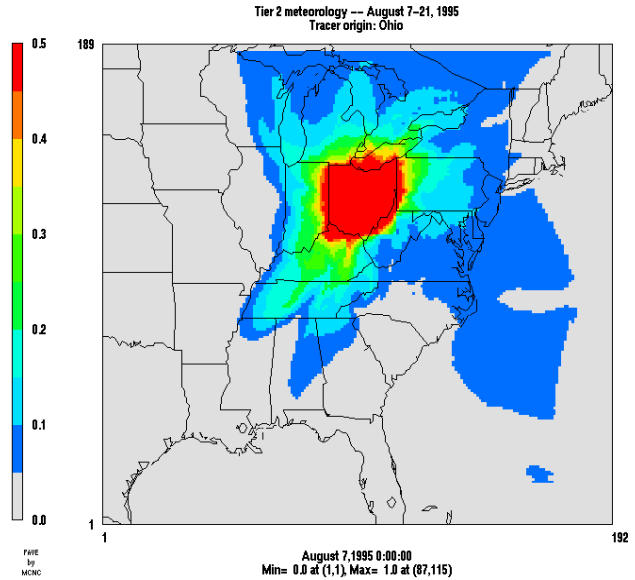 Tier 2 meteorology -- August 7-21, 1995
Tracer origin: Ohio
0.5
0.4
0.3
0.2
0.1
0.0
189
1
1
192
PAVE
by
MCNC
August 7,1995 0:00:00
Min= 0.0 at (1,1), Max= 1.0 at (87,115)